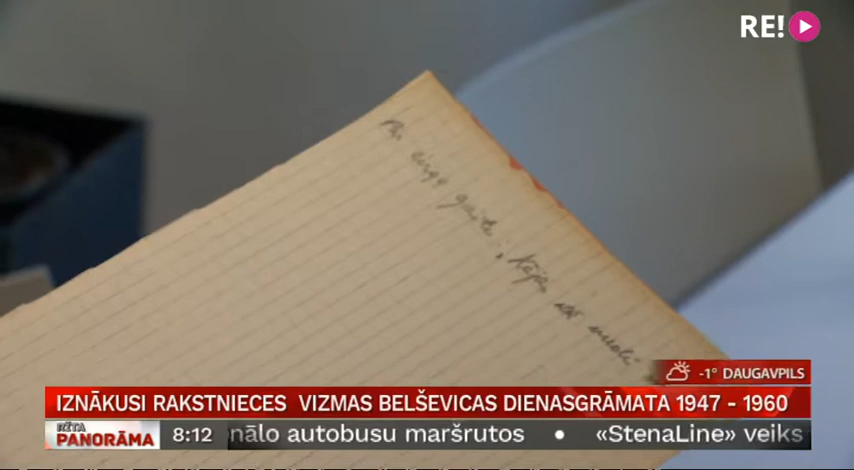 RE!
Par
-1° DAUGAVPILS
IZNĀKUSI RAKSTNIECES VIZMAS BELŠEVICAS DIENASGRĀMATA 1947 - 1960
RĪTA
PANORĀMA
8:12
nālo autobusu maršrutos • «StenaLine» veiks